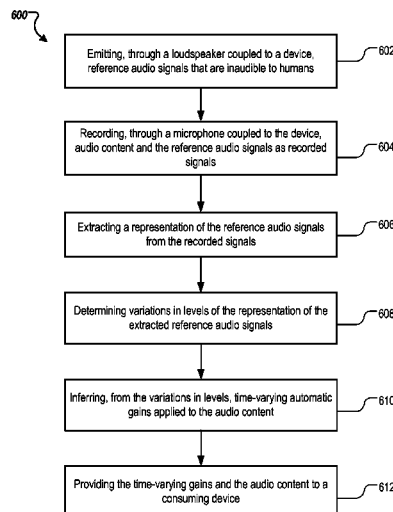 600
Emitting, through a loudspeaker coupled to a device,
reference audio signals that are inaudible to humans
602
Recording, through a microphone coupled to the device,
audio content and the reference audio signals as recorded
signals
604
Extracting a representation of the reference audio signals
from the recorded signals
606
Determining variations in levels of the representation of the
extracted reference audio signals
608
Inferring, from the variations in levels, time-varying automatic
gains applied to the audio content
610
Providing the time-varying gains and the audio content to a
consuming device
612